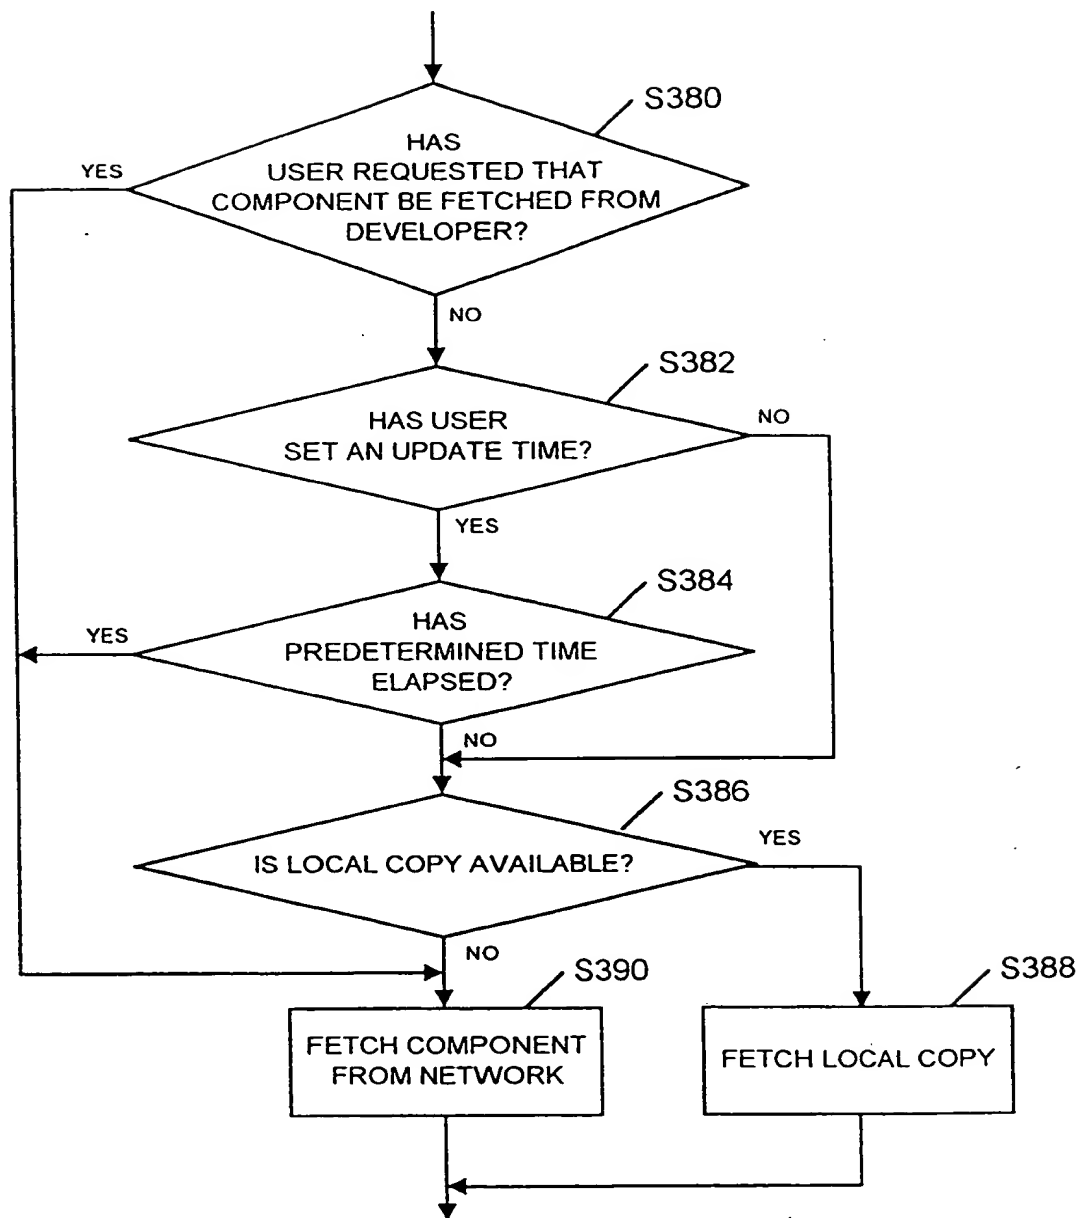 S380
HAS
USER REQUESTED THAT
COMPONENT BE FETCHED FROM
DEVELOPER?
YES
NO
S382
HAS USER
SET AN UPDATE TIME?
NO
YES
S384
HAS
PREDETERMINED TIME
ELAPSED?
YES
NO
S386
IS LOCAL COPY AVAILABLE?
YES
NO
S390
FETCH COMPONENT
FROM NETWORK
S388
FETCH LOCAL COPY